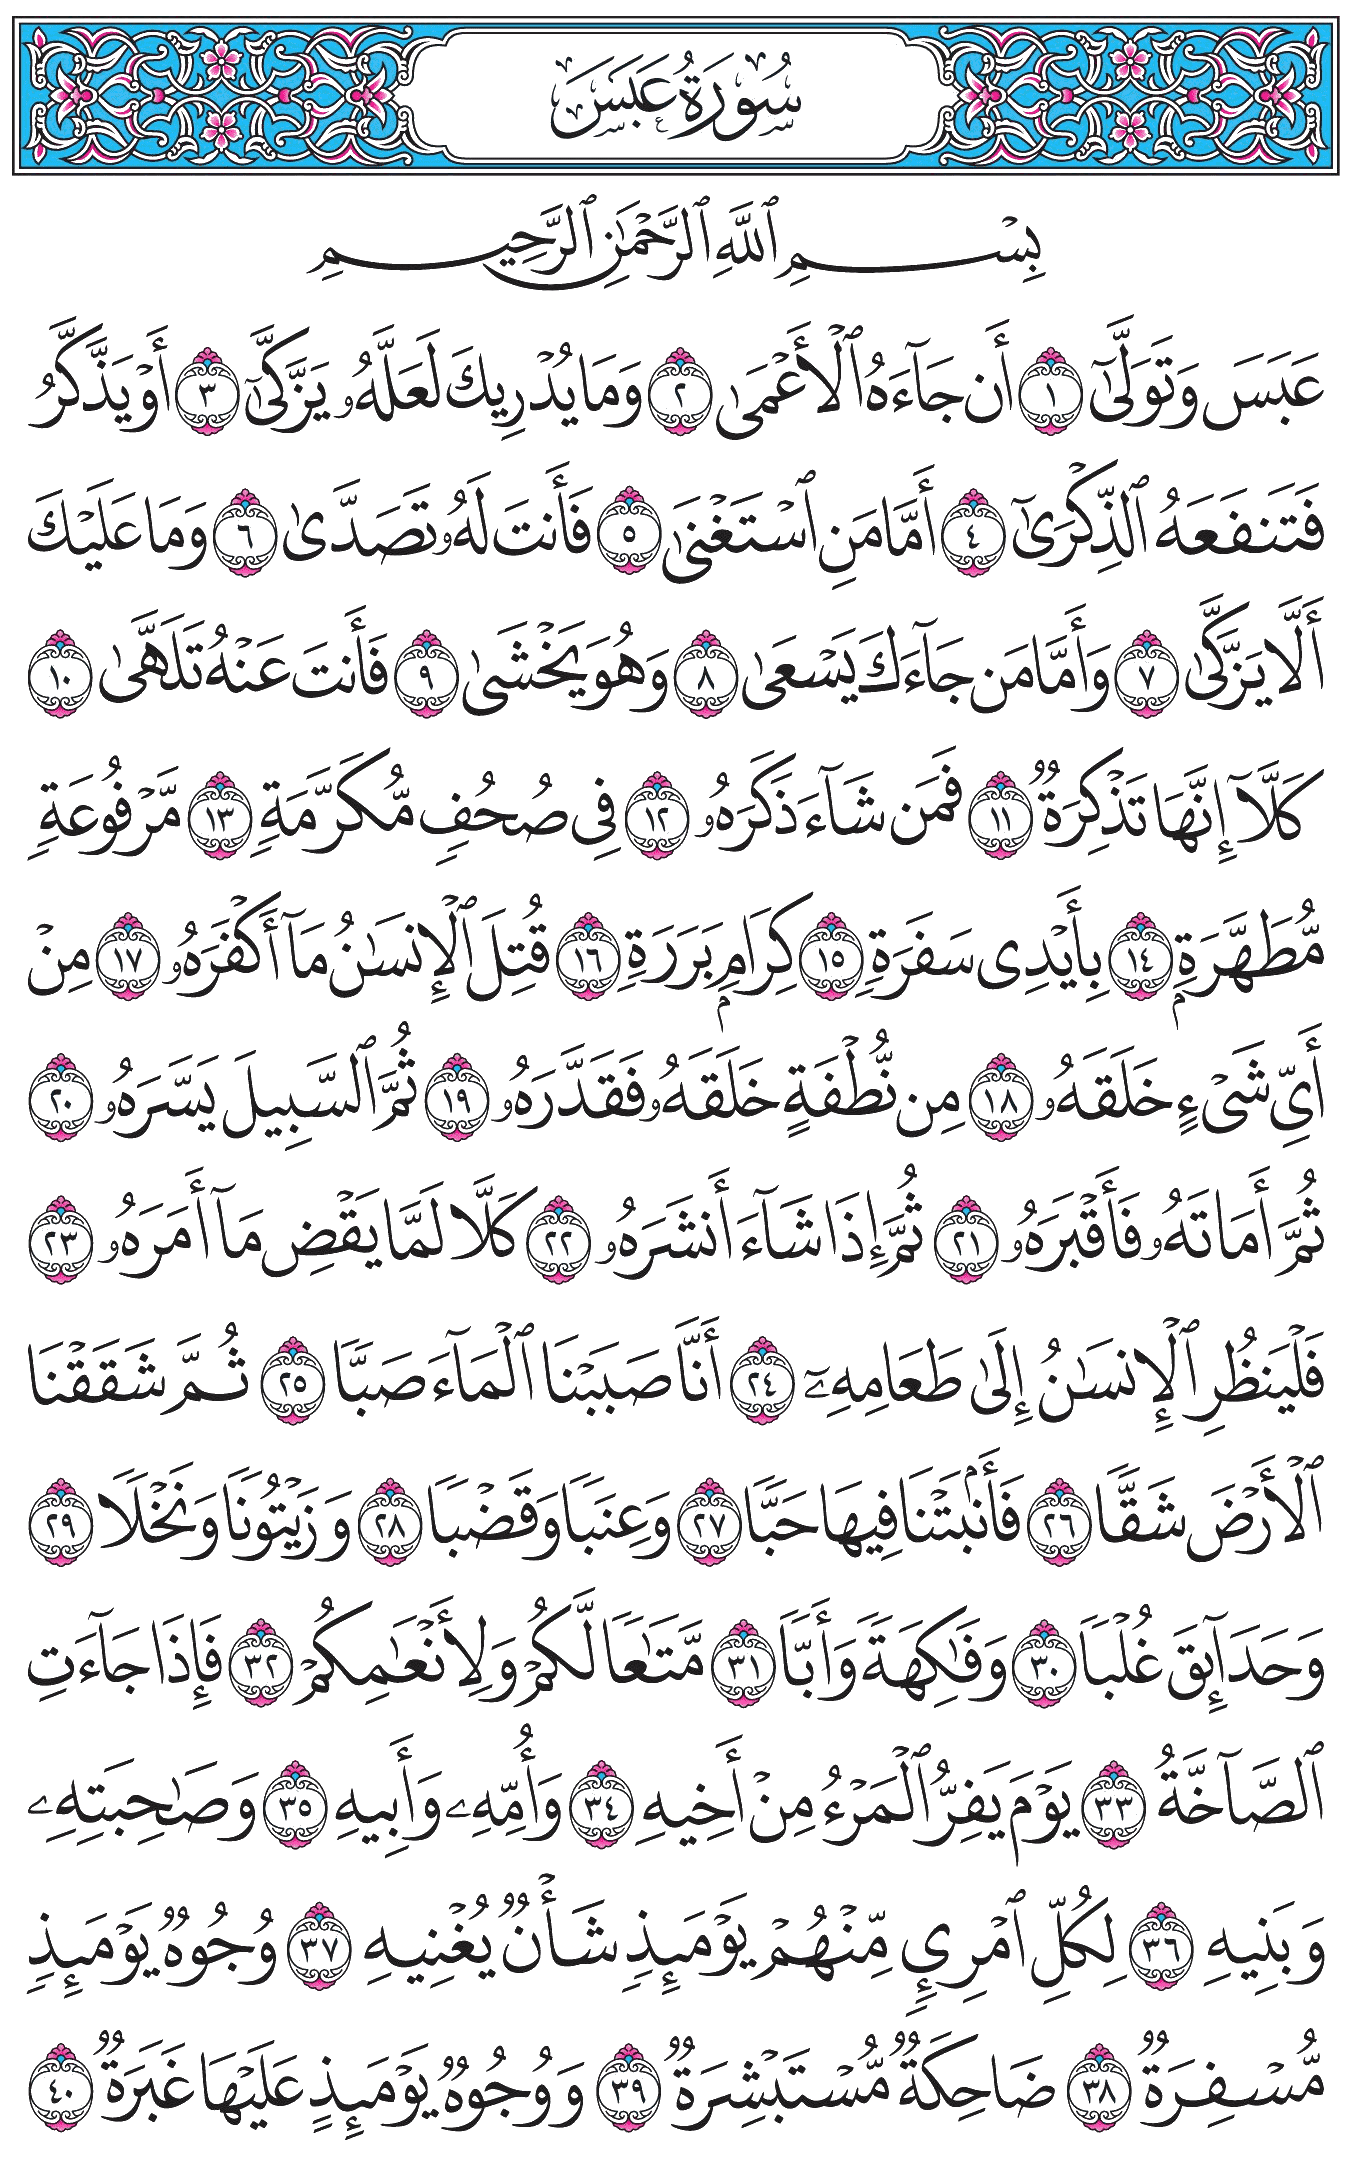 سُورَةُ عَبَسَ
بِسْمِ ٱللَّهِ ٱلرَّحْمَٰنِ ٱلرَّحِيمِ
عَبَسَ وَتَوَلَّىٰٓ ١ أَن جَآءَهُ ٱلْأَعْمَىٰ ٢ وَمَا يُدْرِيكَ لَعَلَّهُۥ يَزَّكَّىٰٓ ٣ أَوْ يَذَّكَّرُ
فَتَنفَعَهُ ٱلذِّكْرَىٰٓ ٤ أَمَّا مَنِ ٱسْتَغْنَىٰ ٥ فَأَنتَ لَهُۥ تَصَدَّىٰ ٦ وَمَا عَلَيْكَ
أَلَّا يَزَّكَّىٰ ٧ وَأَمَّا مَن جَآءَكَ يَسْعَىٰ ٨ وَهُوَ يَخْشَىٰ ٩ فَأَنتَ عَنْهُ تَلَهَّىٰ ١٠
كَلَّآ إِنَّهَا تَذْكِرَةٌ ١١ فَمَن شَآءَ ذَكَرَهُۥ ١٢ فِى صُحُفٍ مُّكَرَّمَةٍ ١٣ مَّرْفُوعَةٍ
مُّطَهَّرَةٍۭ ١٤ بِأَيْدِى سَفَرَةٍ ١٥ كِرَامٍۭ بَرَرَةٍ ١٦ قُتِلَ ٱلْإِنسَٰنُ مَآ أَكْفَرَهُۥ ١٧ مِنْ
أَىِّ شَىْءٍ خَلَقَهُۥ ١٨ مِن نُّطْفَةٍ خَلَقَهُۥ فَقَدَّرَهُۥ ١٩ ثُمَّ ٱلسَّبِيلَ يَسَّرَهُۥ ٢٠
ثُمَّ أَمَاتَهُۥ فَأَقْبَرَهُۥ ٢١ ثُمَّ إِذَا شَآءَ أَنشَرَهُۥ ٢٢ كَلَّا لَمَّا يَقْضِ مَآ أَمَرَهُۥ ٢٣
فَلْيَنظُرِ ٱلْإِنسَٰنُ إِلَىٰ طَعَامِهِۦٓ ٢٤ أَنَّا صَبَبْنَا ٱلْمَآءَ صَبًّا ٢٥ ثُمَّ شَقَقْنَا
ٱلْأَرْضَ شَقًّا ٢٦ فَأَنۢبَتْنَا فِيهَا حَبًّا ٢٧ وَعِنَبًا وَقَضْبًا ٢٨ وَزَيْتُونًا وَنَخْلًا ٢٩
وَحَدَآئِقَ غُلْبًا ٣٠ وَفَٰكِهَةً وَأَبًّا ٣١ مَّتَٰعًا لَّكُمْ وَلِأَنْعَٰمِكُمْ ٣٢ فَإِذَا جَآءَتِ
ٱلصَّآخَّةُ ٣٣ يَوْمَ يَفِرُّ ٱلْمَرْءُ مِنْ أَخِيهِ ٣٤ وَأُمِّهِۦ وَأَبِيهِ ٣٥ وَصَٰحِبَتِهِۦ
وَبَنِيهِ ٣٦ لِكُلِّ ٱمْرِئٍ مِّنْهُمْ يَوْمَئِذٍ شَأْنٌ يُغْنِيهِ ٣٧ وُجُوهٌ يَوْمَئِذٍ
مُّسْفِرَةٌ ٣٨ ضَاحِكَةٌ مُّسْتَبْشِرَةٌ ٣٩ وَوُجُوهٌ يَوْمَئِذٍ عَلَيْهَا غَبَرَةٌ ٤٠